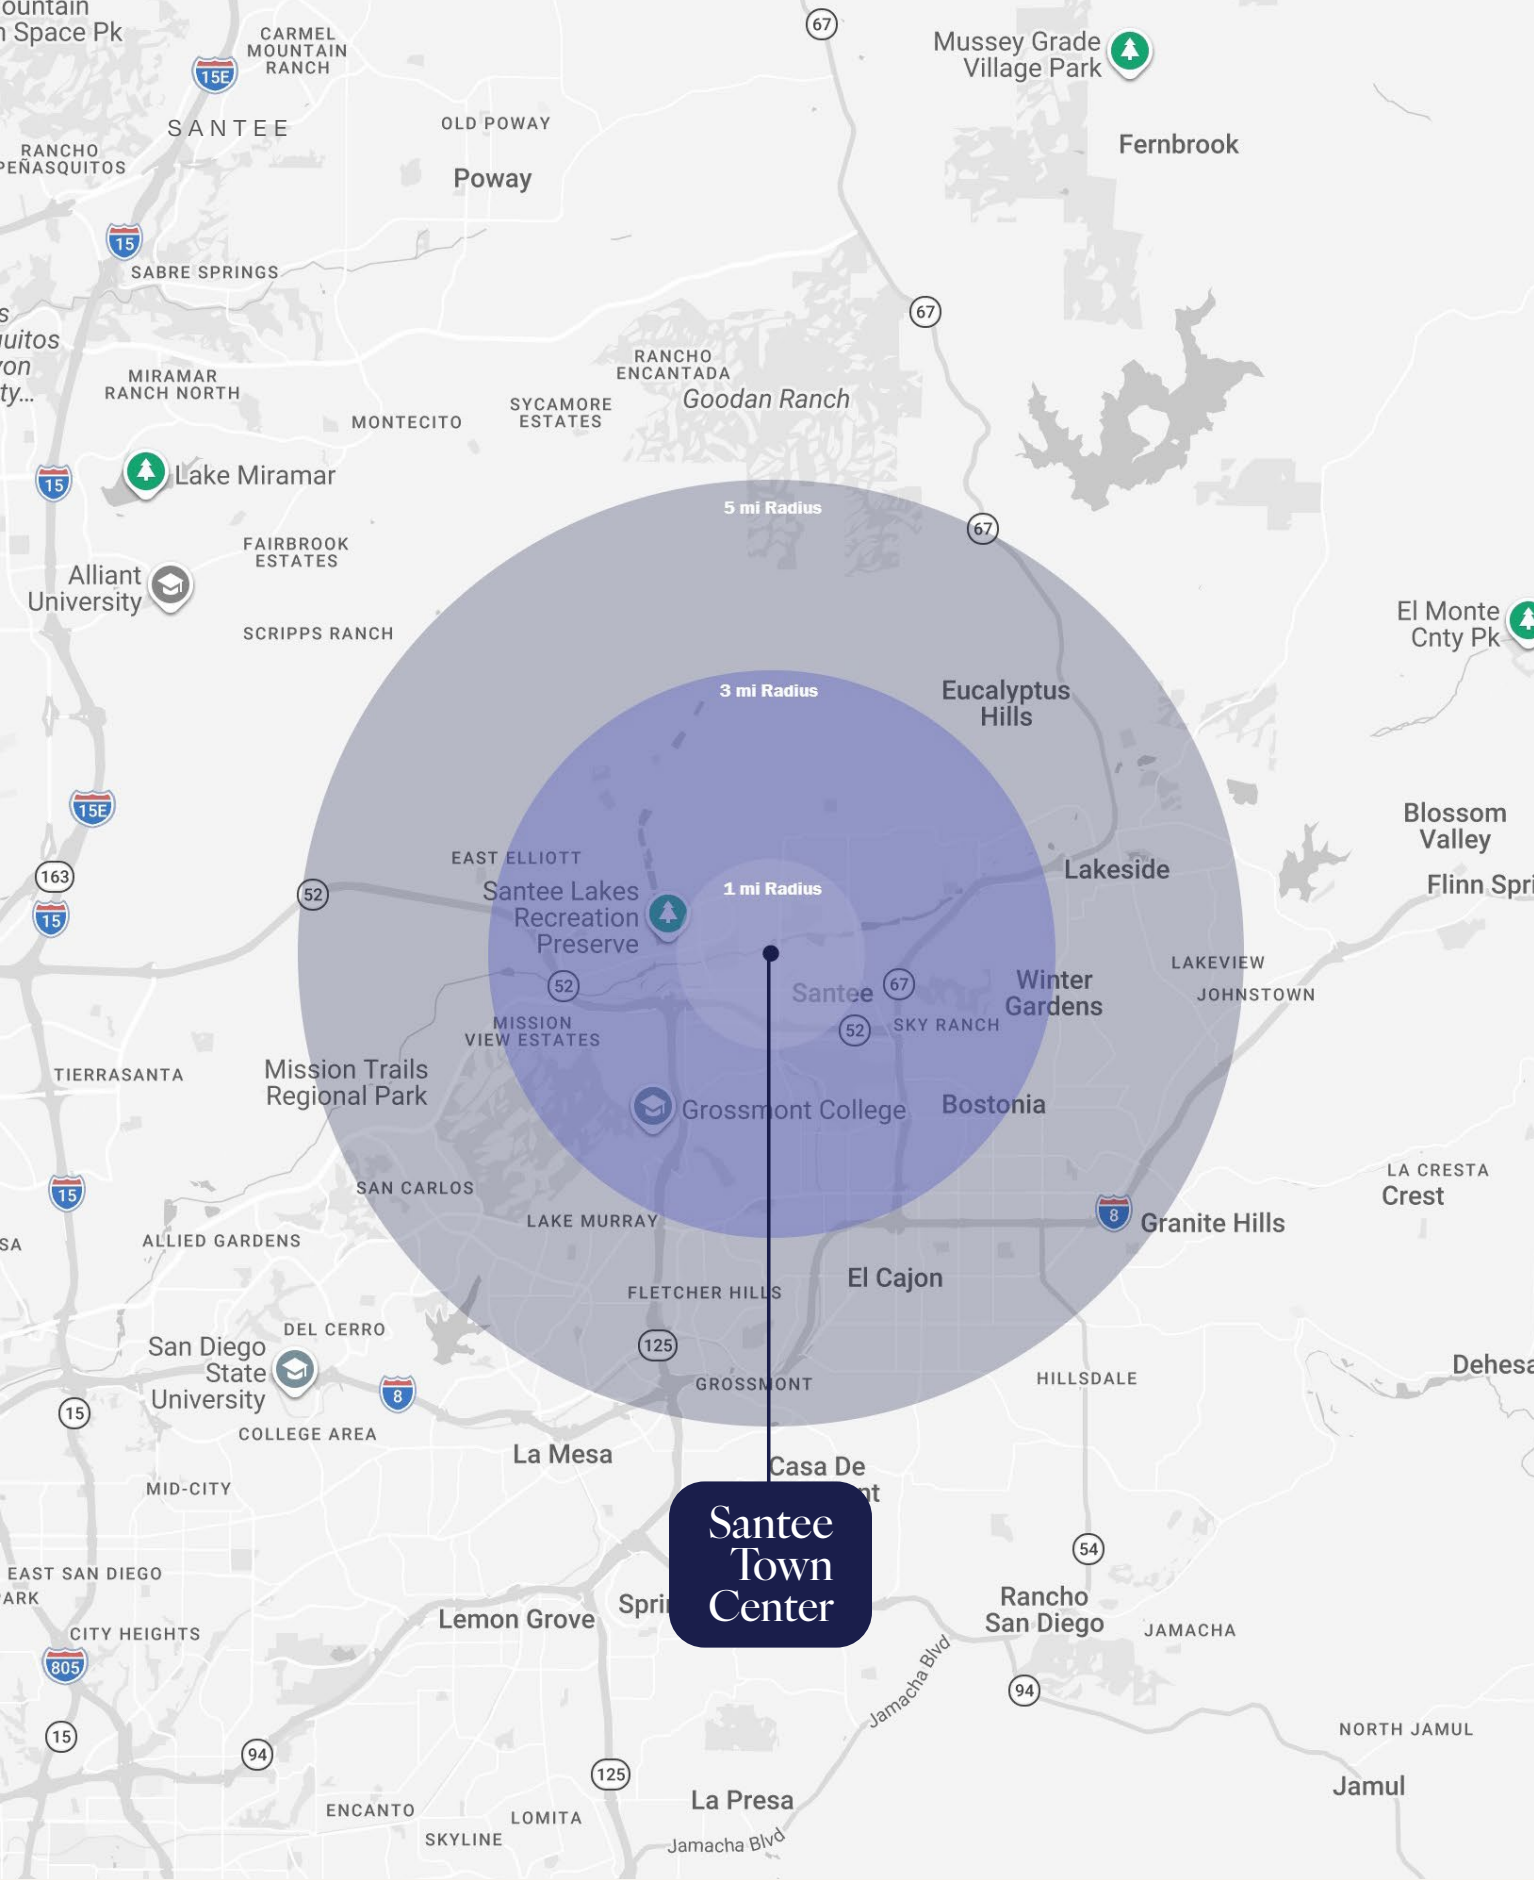 ountain
Space Pk
CARMEL
MOUNTAIN
RANCH
67
Mussey Grade
Village Park
15E
SANTEE
OLD POWAY
Fernbrook
RANCHO
PEÑASQUITOS
Poway
15
SABRE SPRINGS
67
uitos
ty...
RANCHO
ENCANTADA
MIRAMAR
RANCH NORTH
SYCAMORE
ESTATES
Goodan Ranch
MONTECITO
15
Lake Miramar
5 mi Radius
67
FAIRBROOK
ESTATES
Alliant
University
SCRIPPS RANCH
El Monte
Cnty Pk
3 mi Radius
Eucalyptus
Hills
15E
Blossom
Valley
EAST ELLIOTT
Lakeside
163
Flinn Spri
52
Santee Lakes
Recreation
Preserve
1 mi Radius
15
LAKEVIEW
52
Santee
67
Winter
Gardens
JOHNSTOWN
MISSION
VIEW ESTATES
52
SKY RANCH
TIERRASANTA
Mission Trails
Regional Park
Grossmont College
Bostonia
15
SAN CARLOS
LA CRESTA
Crest
LAKE MURRAY
8
Granite Hills
SA
ALLIED GARDENS
El Cajon
FLETCHER HILLS
DEL CERRO
125
San Diego
State
University
8
GROSSMONT
HILLSDALE
Dehesa
15
COLLEGE AREA
La Mesa
Casa De
nt
MID-CITY
Santee
Town
Center
54
EAST SAN DIEGO
PARK
Lemon Grove
Sprin
Rancho
San Diego
JAMACHA
CITY HEIGHTS
805
Jamacha Blvd
94
15
94
NORTH JAMUL
125
Jamul
La Presa
ENCANTO
LOMITA
SKYLINE
Jamacha Blvd